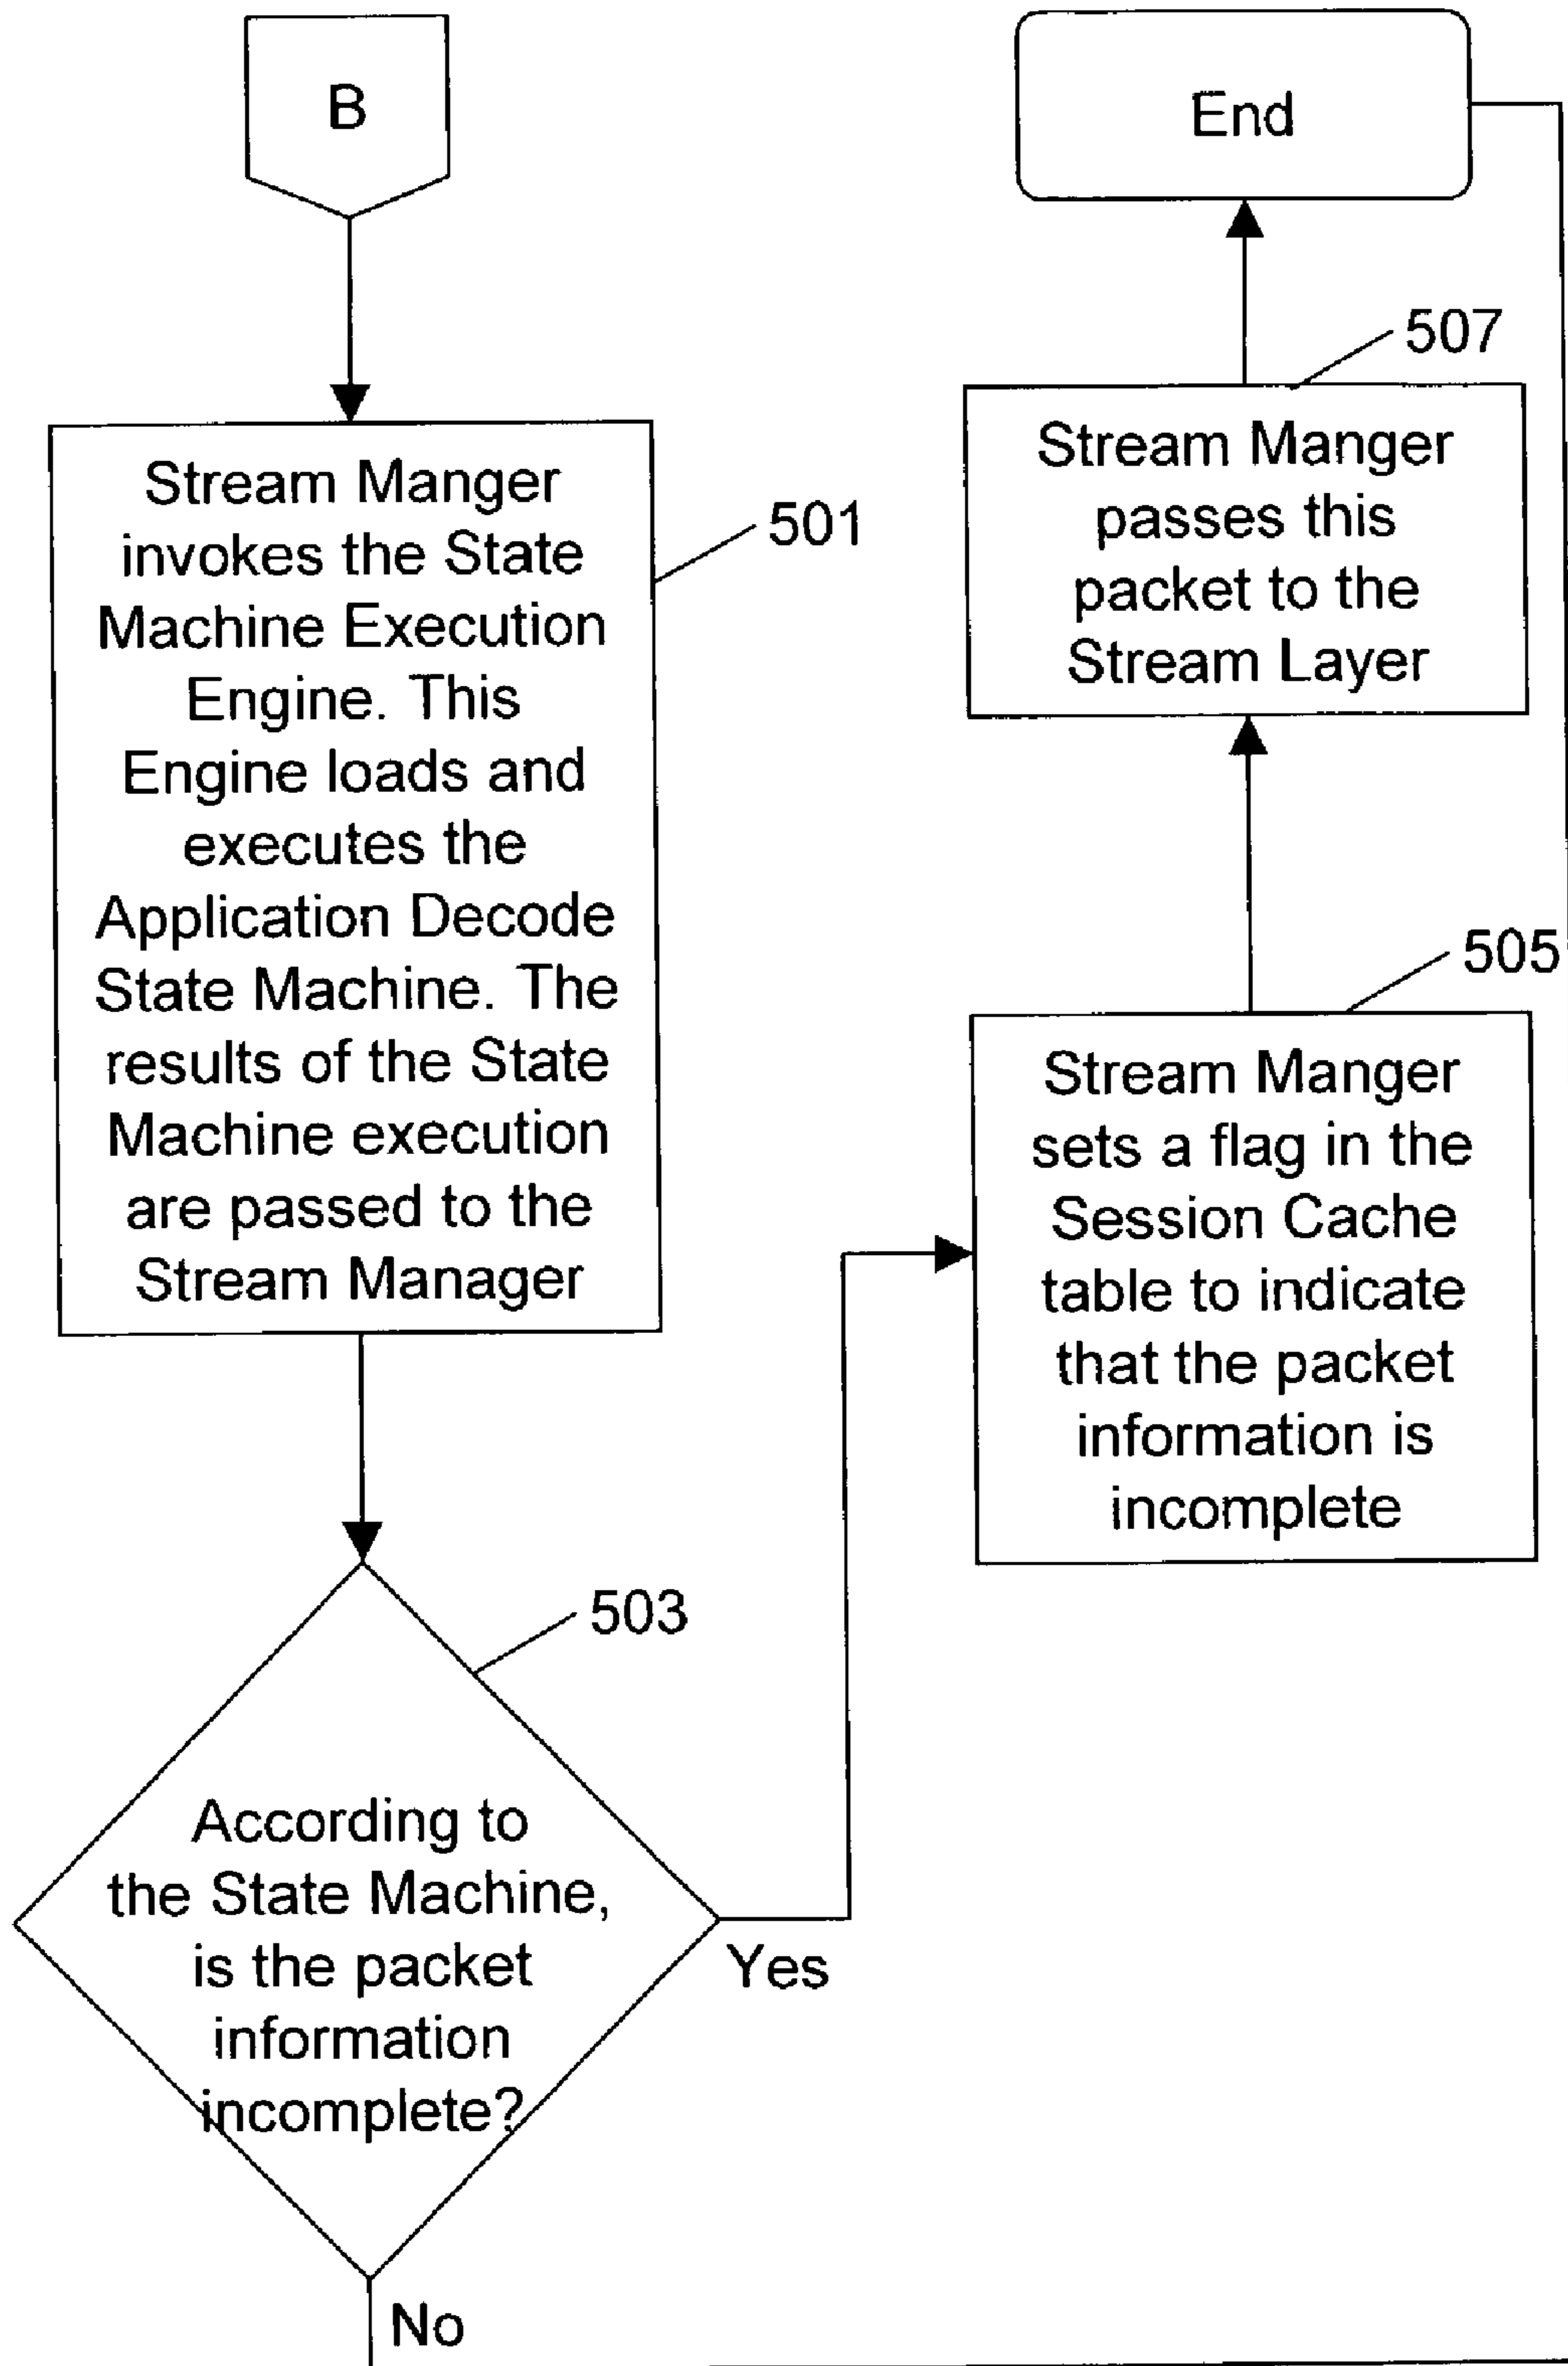 B
Stream Manger
invokes the State
Machine Execution
Engine. This
Engine loads and
executes the
Application Decode
State Machine. The
results of the State
Machine execution
are passed to the
Stream Manager
501
503
According to
the State Machine,
is the packet
information
incomplete?
Yes
No
End
507
Stream Manger
passes this
packet to the
Stream Layer
505
Stream Manger
sets a flag in the
Session Cache
table to indicate
that the packet
information is
incomplete